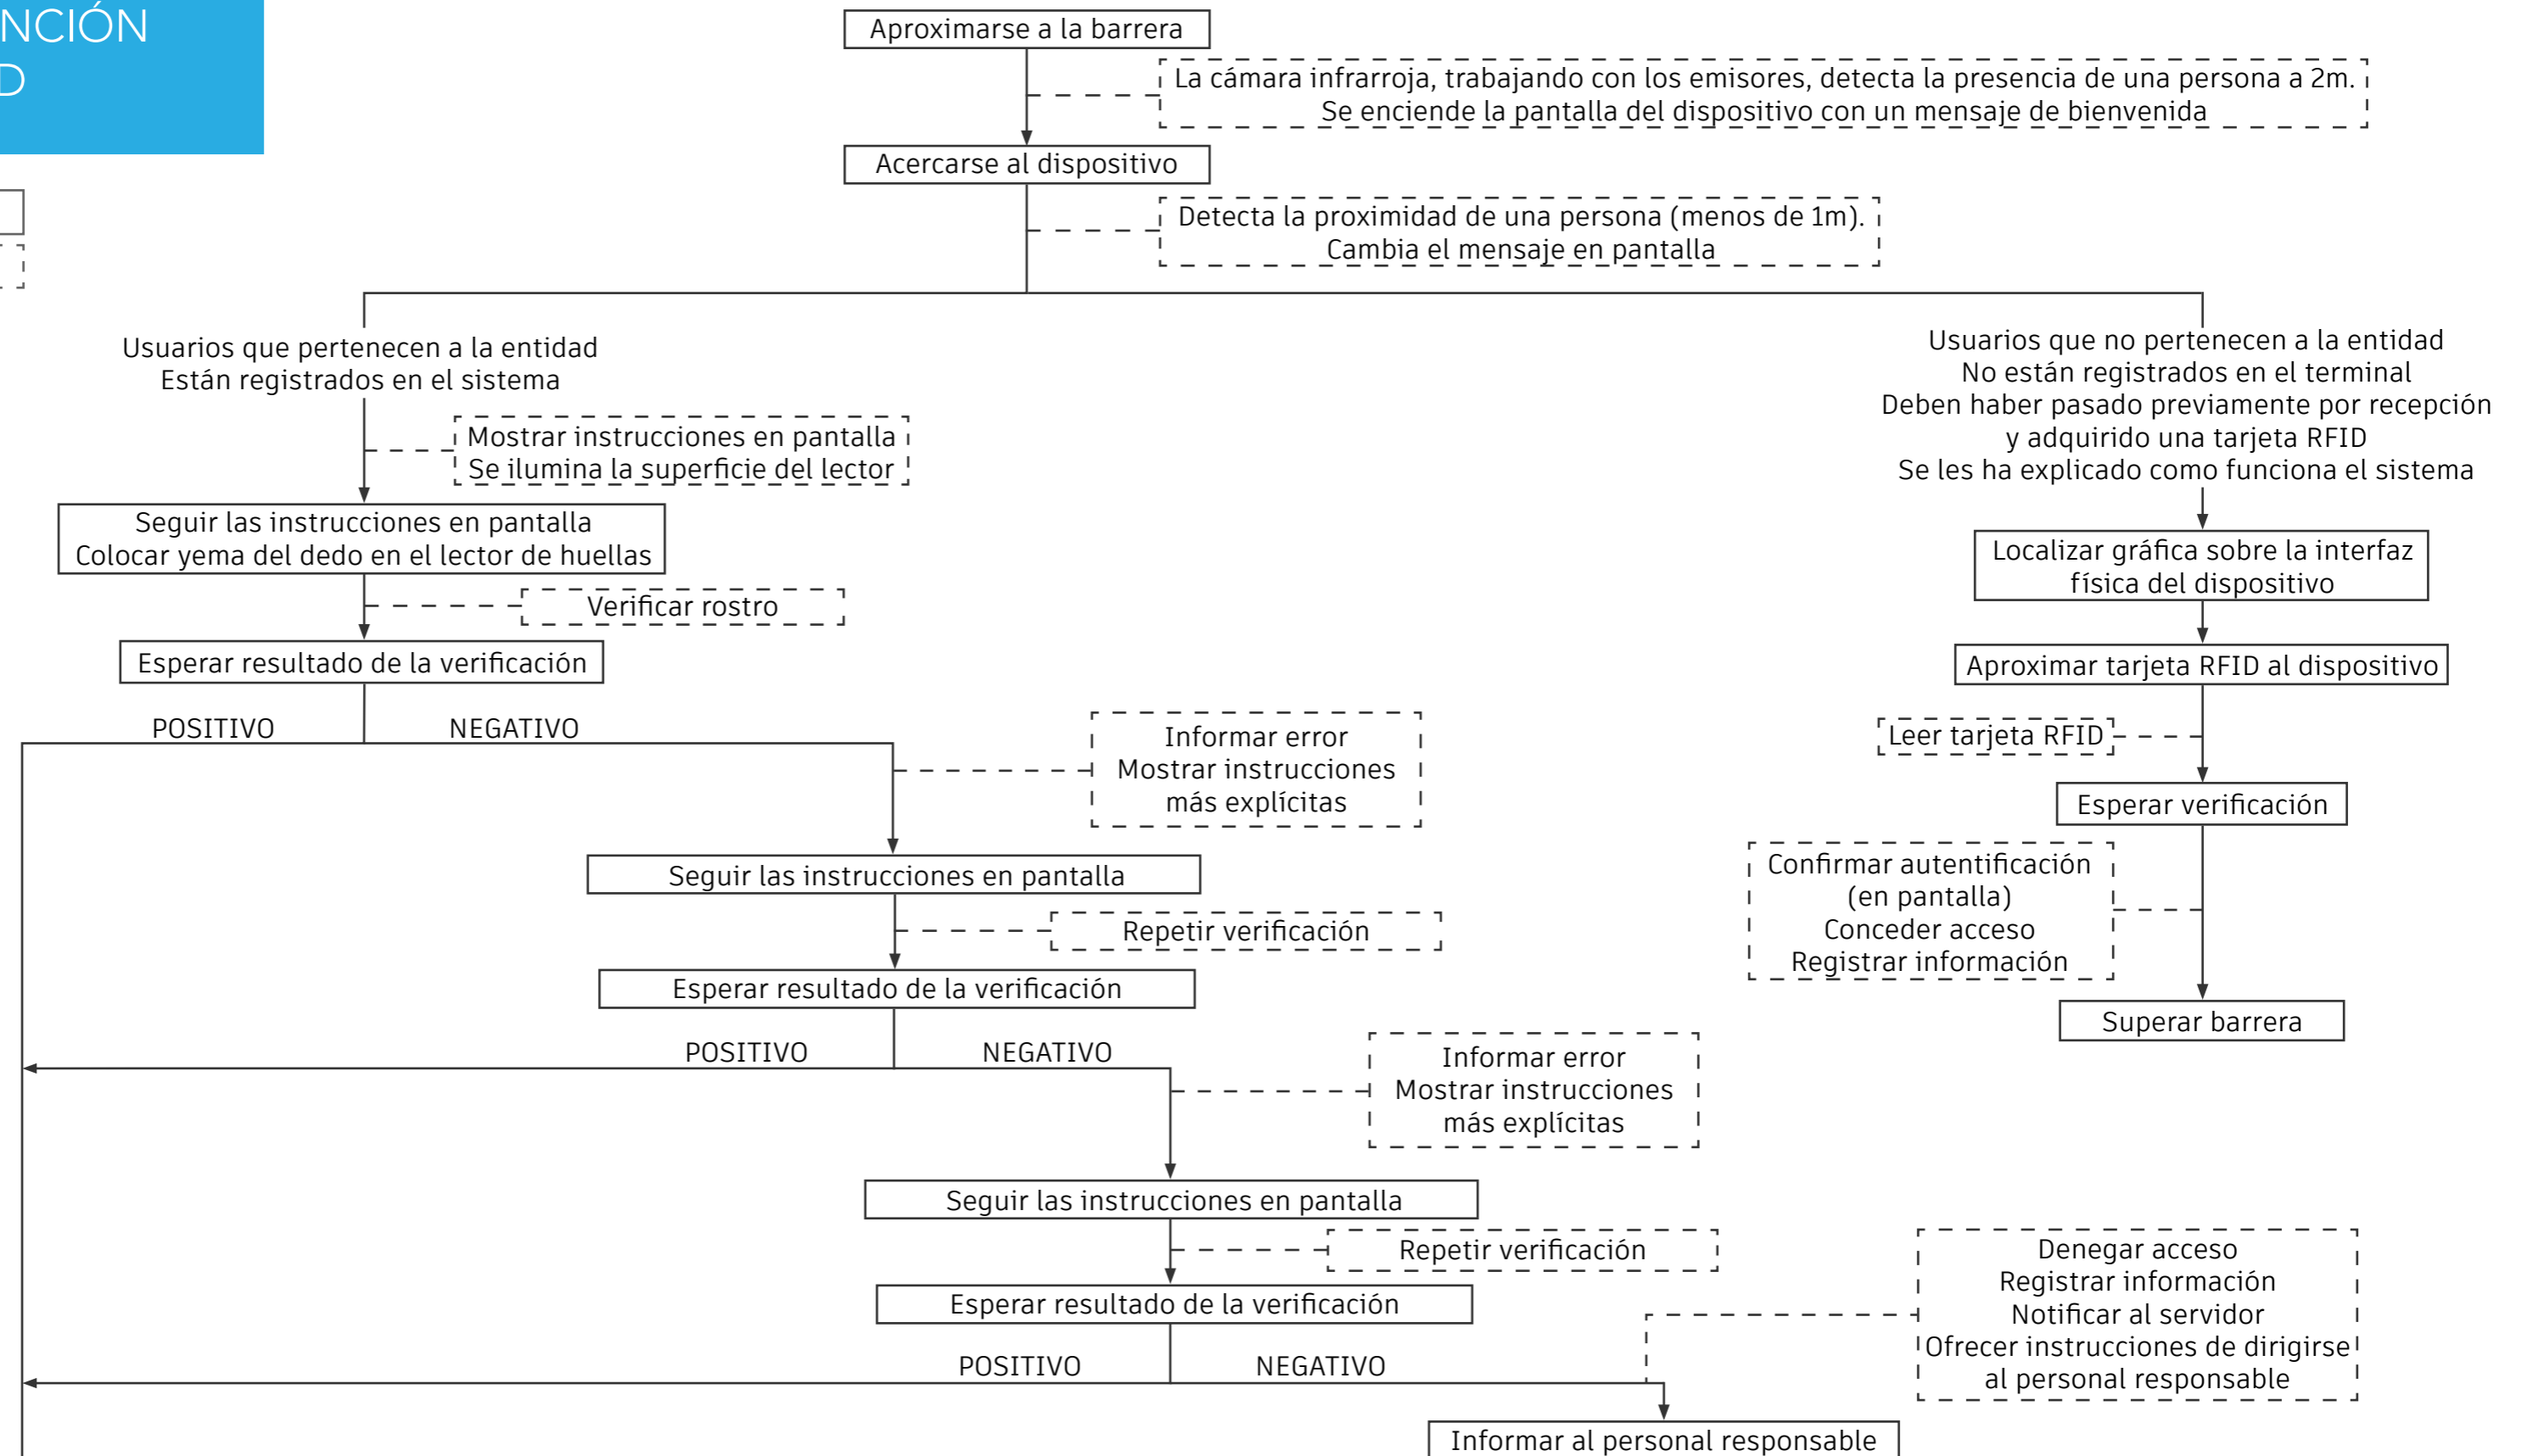 NCIÓN
D
Aproximarse a la barrera
La cámara infrarroja, trabajando con los emisores, detecta la presencia de una persona a 2m.
Se enciende la pantalla del dispositivo con un mensaje de bienvenida
Acercarse al dispositivo
Detecta la proximidad de una persona (menos de 1m).
Cambia el mensaje en pantalla
Usuarios que pertenecen a la entidad
Están registrados en el sistema
Mostrar instrucciones en pantalla
Se ilumina la superficie del lector
Seguir las instrucciones en pantalla
Colocar yema del dedo en el lector de huellas
Verificar rostro
Esperar resultado de la verificación
POSITIVO
NEGATIVO
Informar error
Mostrar instrucciones
más explícitas
Seguir las instrucciones en pantalla
Repetir verificación
Esperar resultado de la verificación
POSITIVO
NEGATIVO
Informar error
Mostrar instrucciones
más explícitas
Seguir las instrucciones en pantalla
Repetir verificación
Esperar resultado de la verificación
POSITIVO
NEGATIVO
Denegar acceso
Registrar información
Notificar al servidor
Ofrecer instrucciones de dirigirse
al personal responsable
Informar al personal responsable
Usuarios que no pertenecen a la entidad
No están registrados en el terminal
Deben haber pasado previamente por recepción
y adquirido una tarjeta RFID
Se les ha explicado como funciona el sistema
Localizar gráfica sobre la interfaz
física del dispositivo
Aproximar tarjeta RFID al dispositivo
Leer tarjeta RFID
Esperar verificación
Confirmar autentificación
(en pantalla)
Conceder acceso
Registrar información
Superar barrera